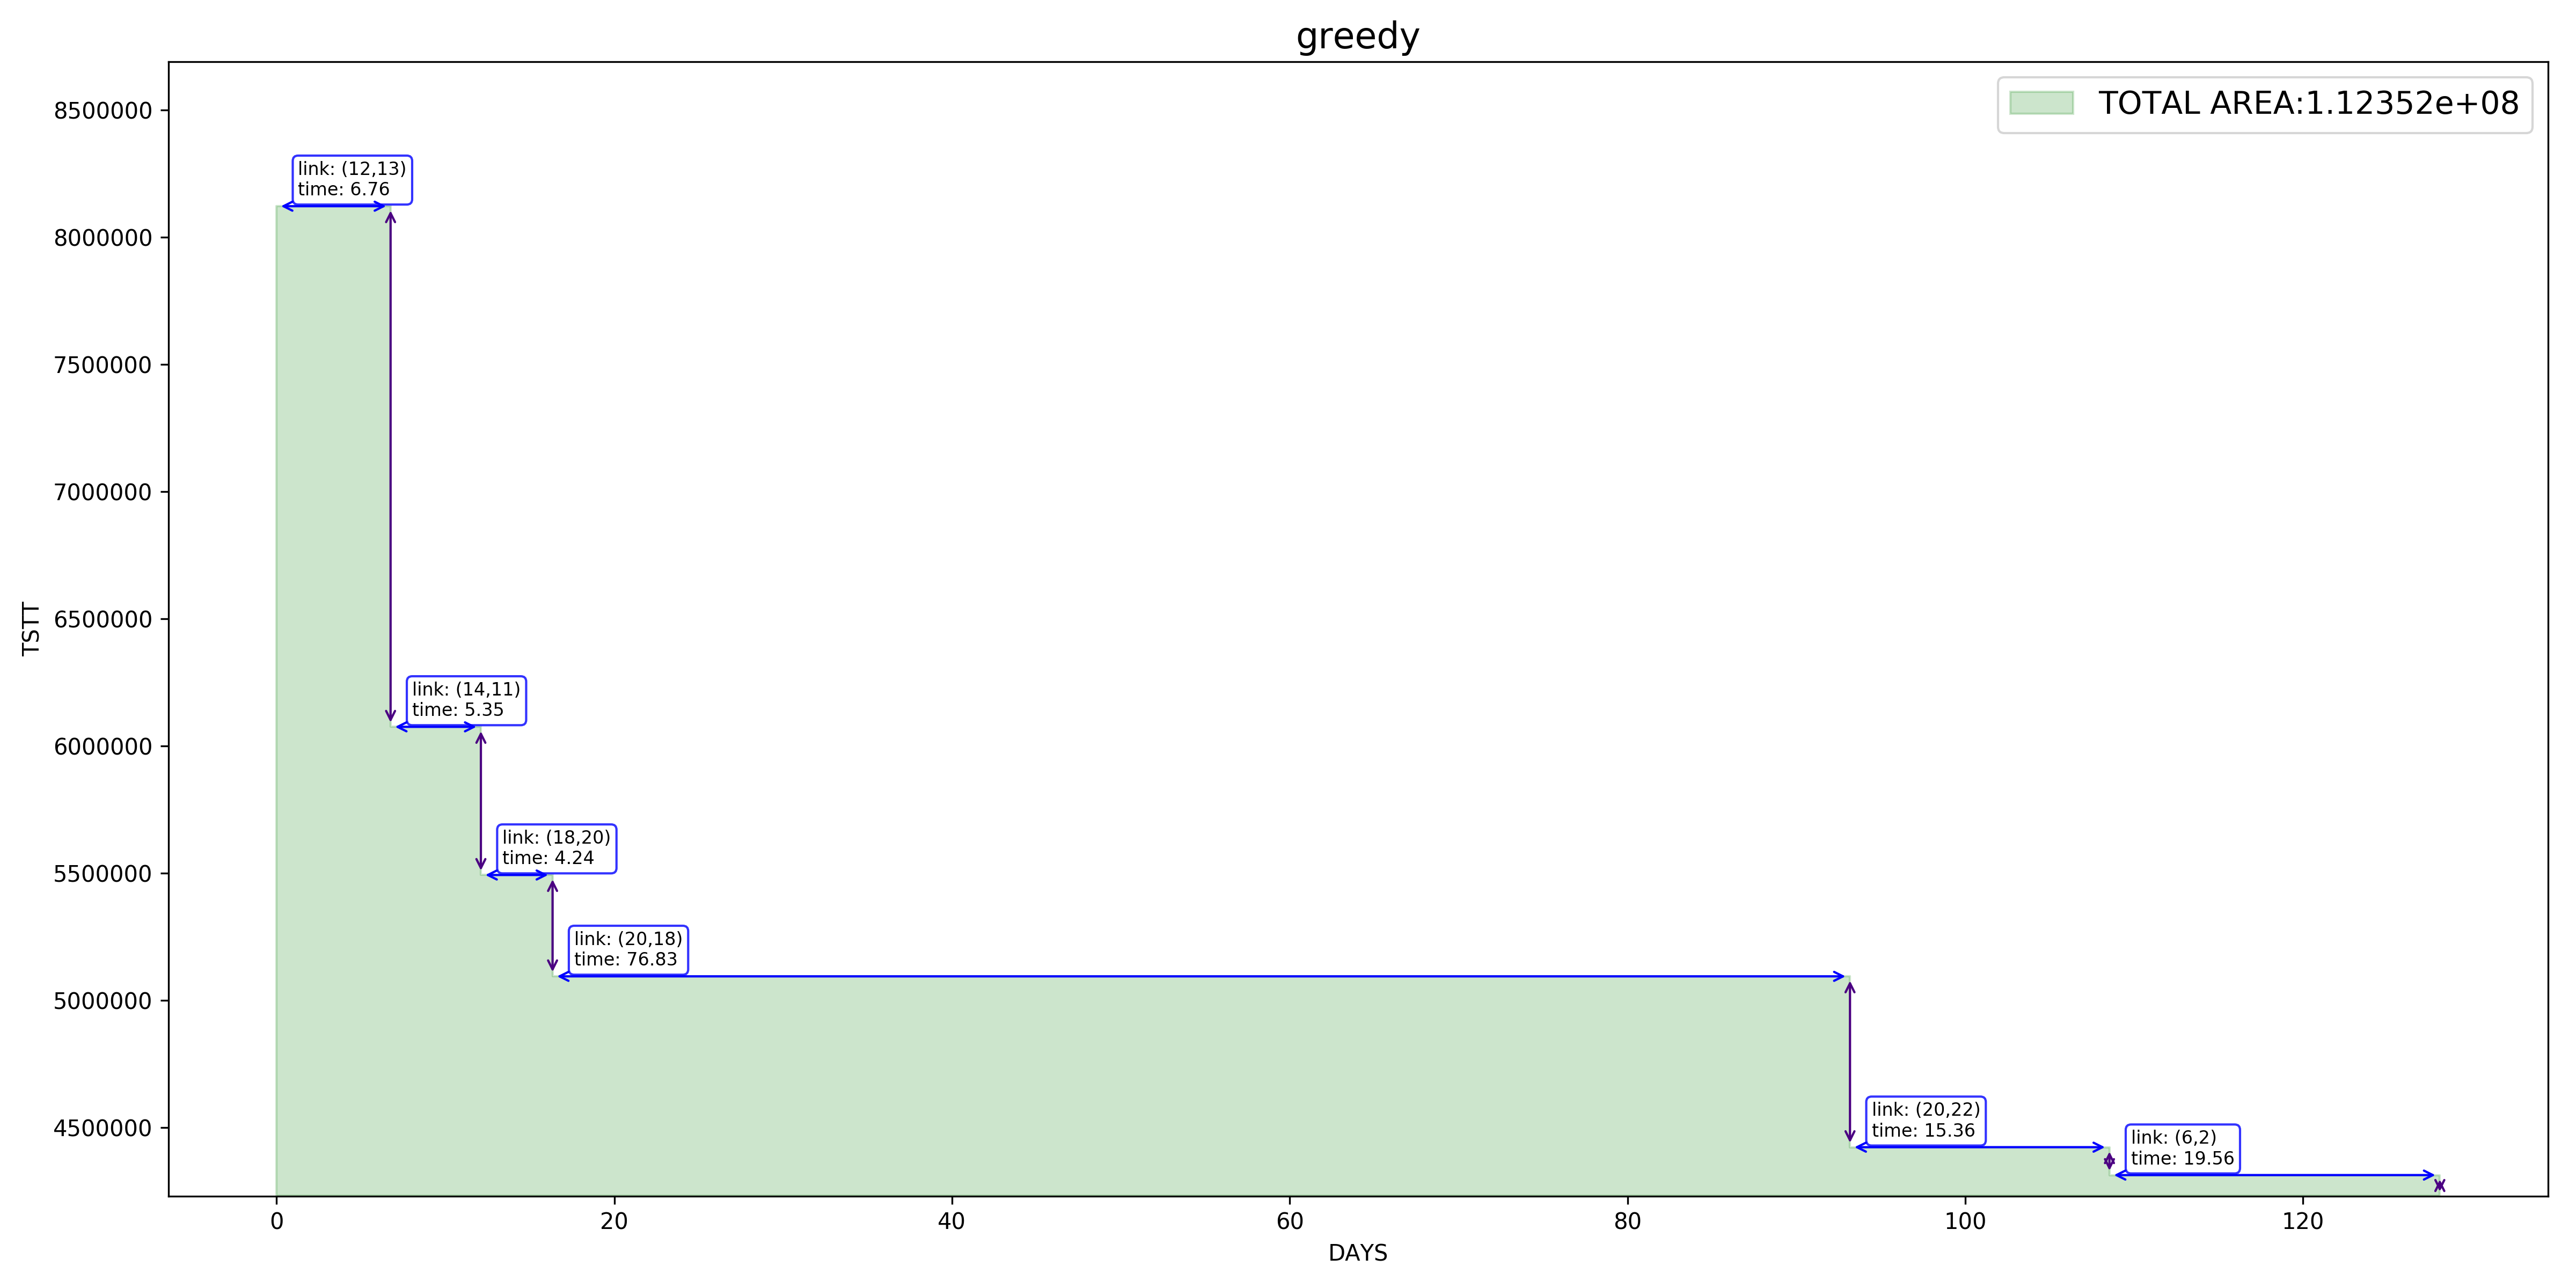 greedy
TOTAL AREA:1.12352e+08
TSTT
8500000
8000000
7500000
7000000
6500000
6000000
5500000
5000000
4500000
link: (12,13)
time: 6.76
link: (14,11)
time: 5.35
link: (18,20)
time: 4.24
link: (20,18)
time: 76.83
link: (20,22)
time: 15.36
link: (6,2)
time: 19.56
0
20
40
60
80
100
120
DAYS